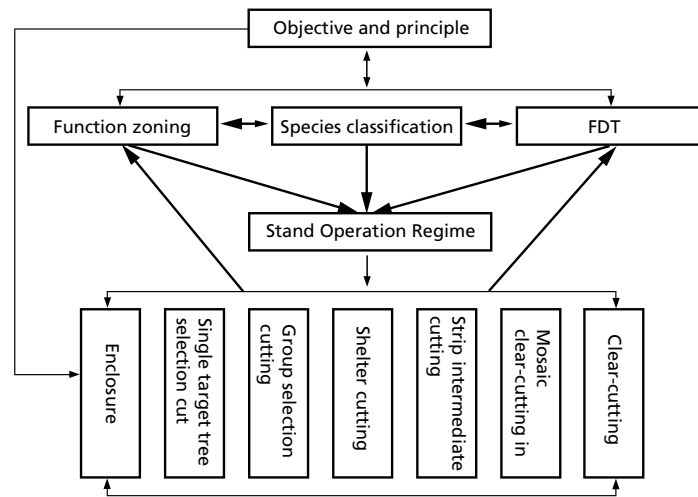 Objective and principle
Function zoning
Species classification
FDT
Stand Operation Regime
Enclosure
Single target tree
selection cut
Group selection
cutting
Shelter cutting
Strip intermediate
cutting
Mosaic
clear-cutting in
Clear-cutting